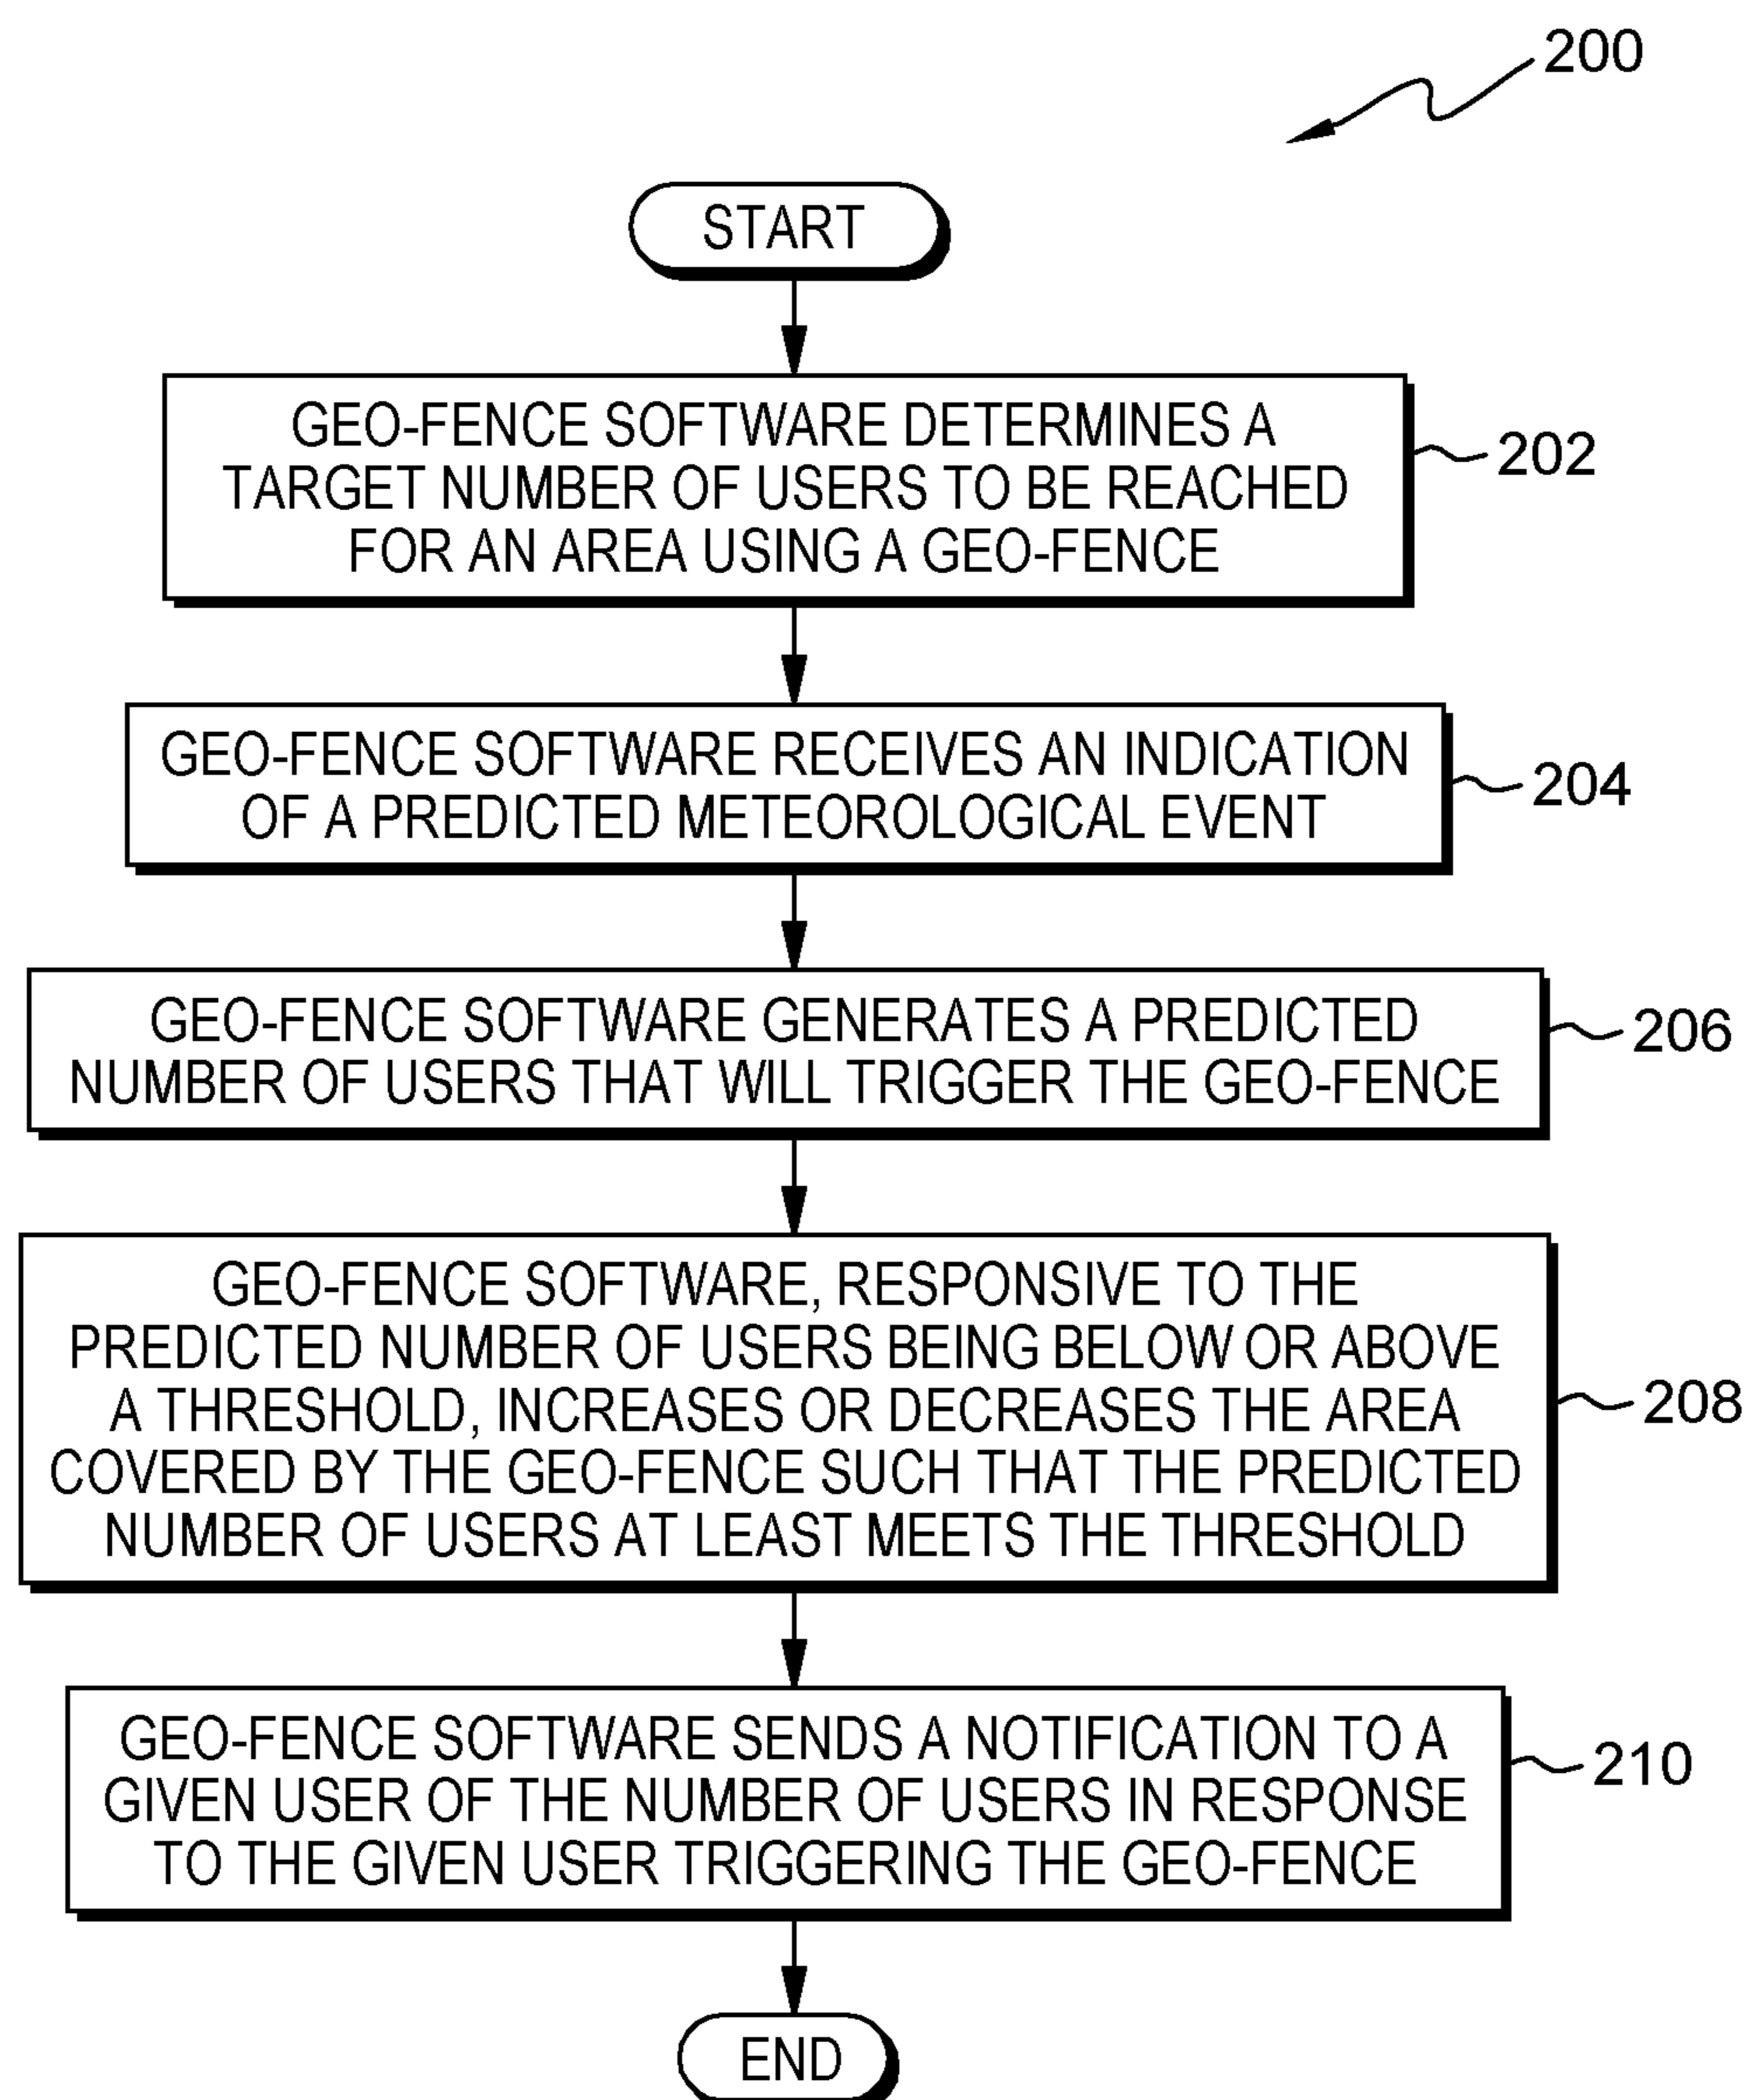 200
START
GEO-FENCE SOFTWARE DETERMINES A
TARGET NUMBER OF USERS TO BE REACHED
FOR AN AREA USING A GEO-FENCE
202
GEO-FENCE SOFTWARE RECEIVES AN INDICATION
OF A PREDICTED METEOROLOGICAL EVENT
204
GEO-FENCE SOFTWARE GENERATES A PREDICTED
NUMBER OF USERS THAT WILL TRIGGER THE GEO-FENCE
206
GEO-FENCE SOFTWARE, RESPONSIVE TO THE
PREDICTED NUMBER OF USERS BEING BELOW OR ABOVE
A THRESHOLD, INCREASES OR DECREASES THE AREA
COVERED BY THE GEO-FENCE SUCH THAT THE PREDICTED
NUMBER OF USERS AT LEAST MEETS THE THRESHOLD
208
GEO-FENCE SOFTWARE SENDS A NOTIFICATION TO A
GIVEN USER OF THE NUMBER OF USERS IN RESPONSE
TO THE GIVEN USER TRIGGERING THE GEO-FENCE
210
END